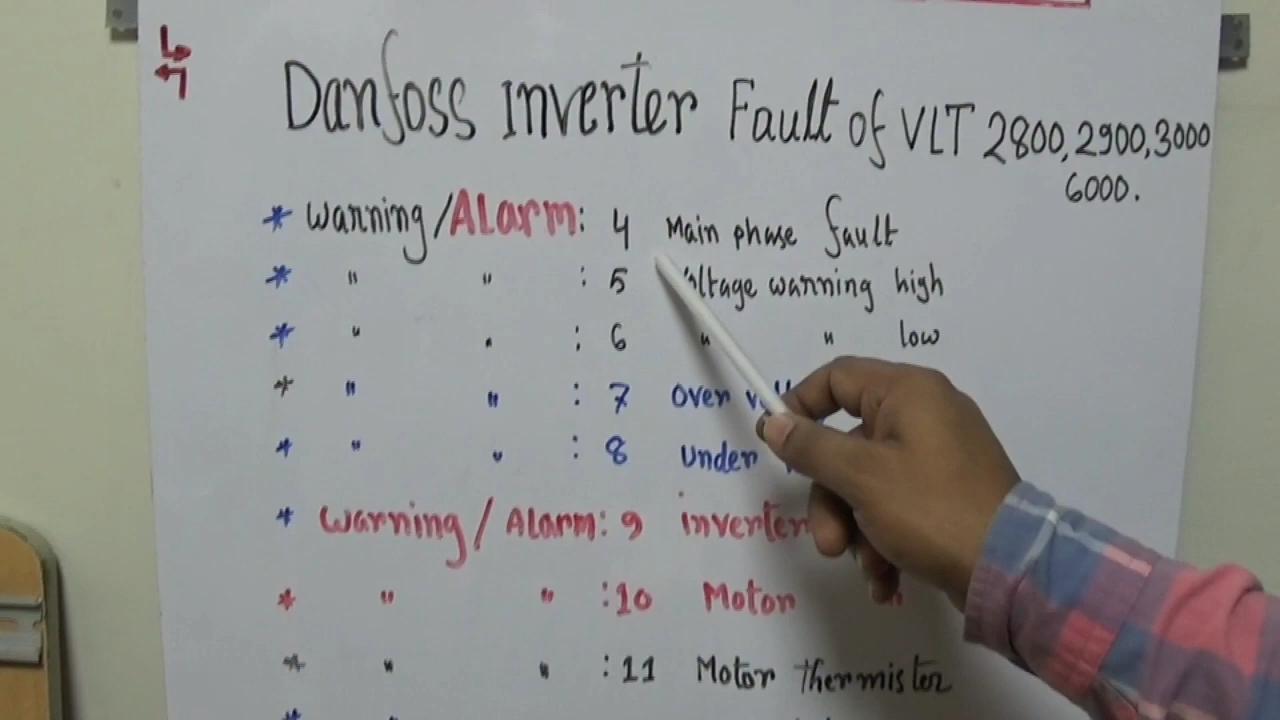 Danfoss inverter Fault of VLT 2800, 2900, 3000
6000.
* Warning/ALarm: 4 Main phase fault
* " " : 5 Voltage warning high
* " " : 6 " " low
* " " : 7 Over
* " " : 8 Under
* Warning/Alarm: 9 inverter
* " " : 10 Motor
* " " : 11 Motor thermister